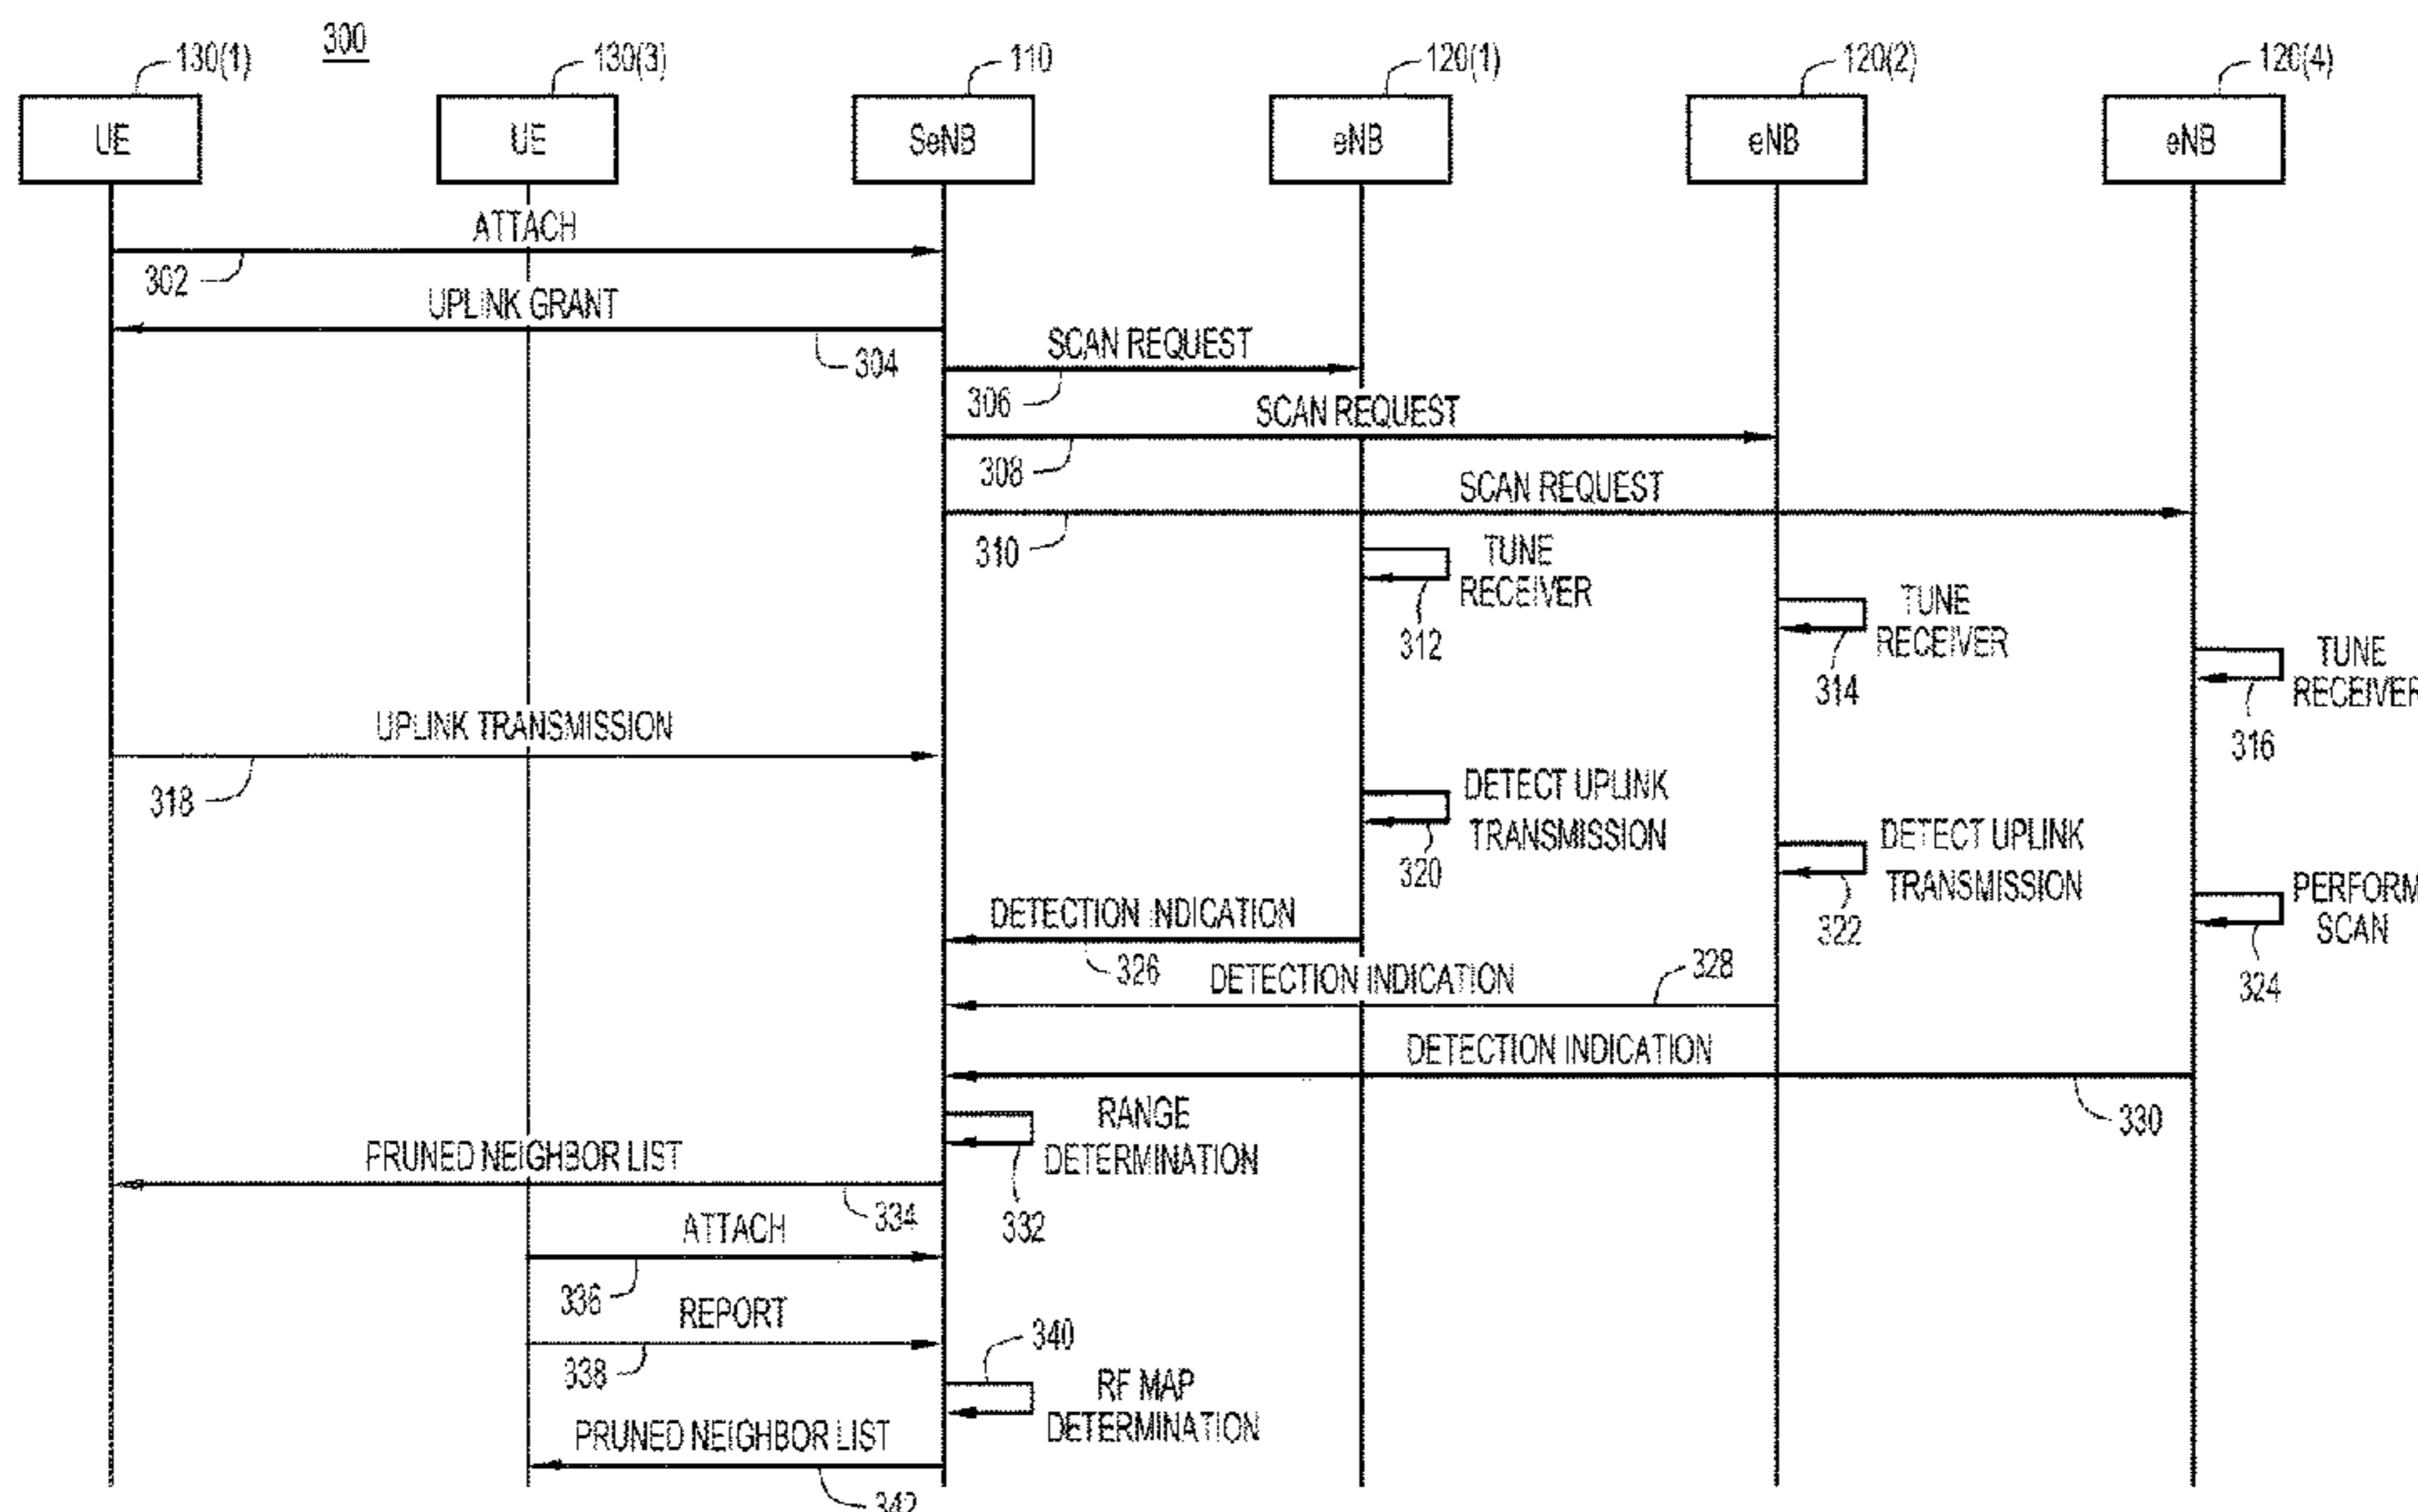 300
130(1)
130(3)
110
120(1)
120(2)
120(4)
UE
UE
SeNB
eNB
eNB
eNB
ATTACH
302
UPLINK GRANT
304
SCAN REQUEST
306
SCAN REQUEST
308
SCAN REQUEST
310
TUNE
RECEIVER
312
TUNE
RECEIVER
314
TUNE
RECEIVER
316
UPLINK TRANSMISSION
318
DETECT UPLINK
TRANSMISSION
320
DETECT UPLINK
TRANSMISSION
322
PERFORM
SCAN
324
DETECTION INDICATION
326
DETECTION INDICATION
328
DETECTION INDICATION
330
RANGE
DETERMINATION
332
PRUNED NEIGHBOR LIST
334
ATTACH
336
REPORT
338
340
RF MAP
DETERMINATION
PRUNED NEIGHBOR LIST
342